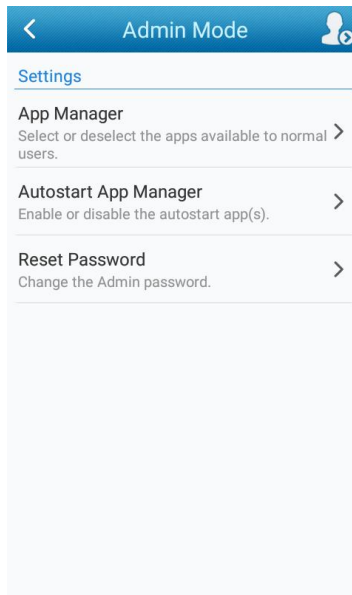 Admin Mode
Settings
App Manager
Select or deselect the apps available to normal
users.
Autostart App Manager
Enable or disable the autostart app(s).
Reset Password
Change the Admin password.